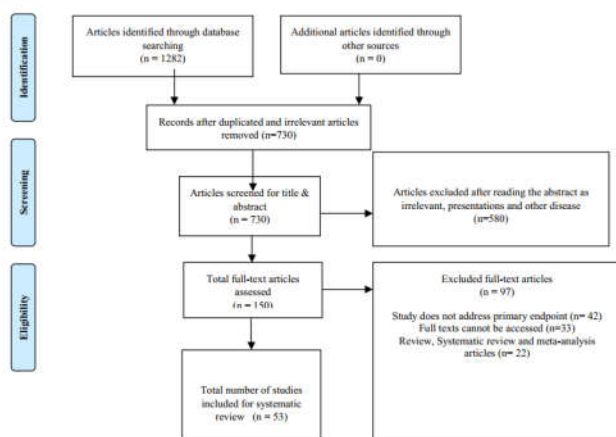 Identification
Articles identified through database
searching
(n = 1282)
Additional articles identified through
other sources
(n = 0)
Records after duplicated and irrelevant articles
removed (n=730)
Screening
Articles screened for title &
abstract
(n = 730)
Articles excluded after reading the abstract as
irrelevant, presentations and other disease
(n=580)
Eligibility
Total full-text articles
assessed
(n = 150)
Excluded full-text articles
(n = 97)
Study does not address primary endpoint (n= 42)
Full texts cannot be accessed (n=33)
Review, Systematic review and meta-analysis
articles (n= 22)
Total number of studies
included for systematic
review (n = 53)